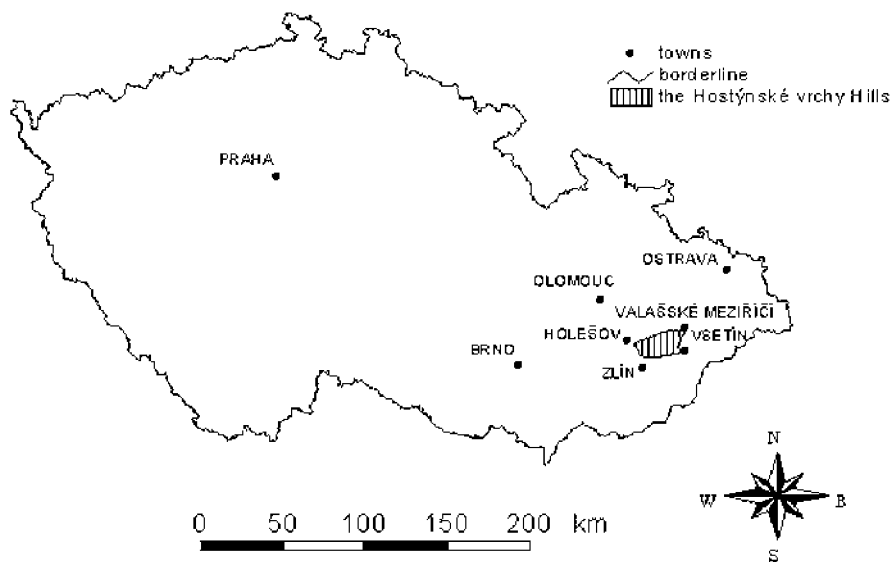 towns
borderline
the Hostýnské vrchy Hills
PRAHA
OSTRAVA
OLOMOUC
VALAŠSKÉ MEZIŘÍČÍ
HOLEŠOV
VSETÍN
BRNO
ZLÍN
N
W B
S
0 50 100 150 200 km